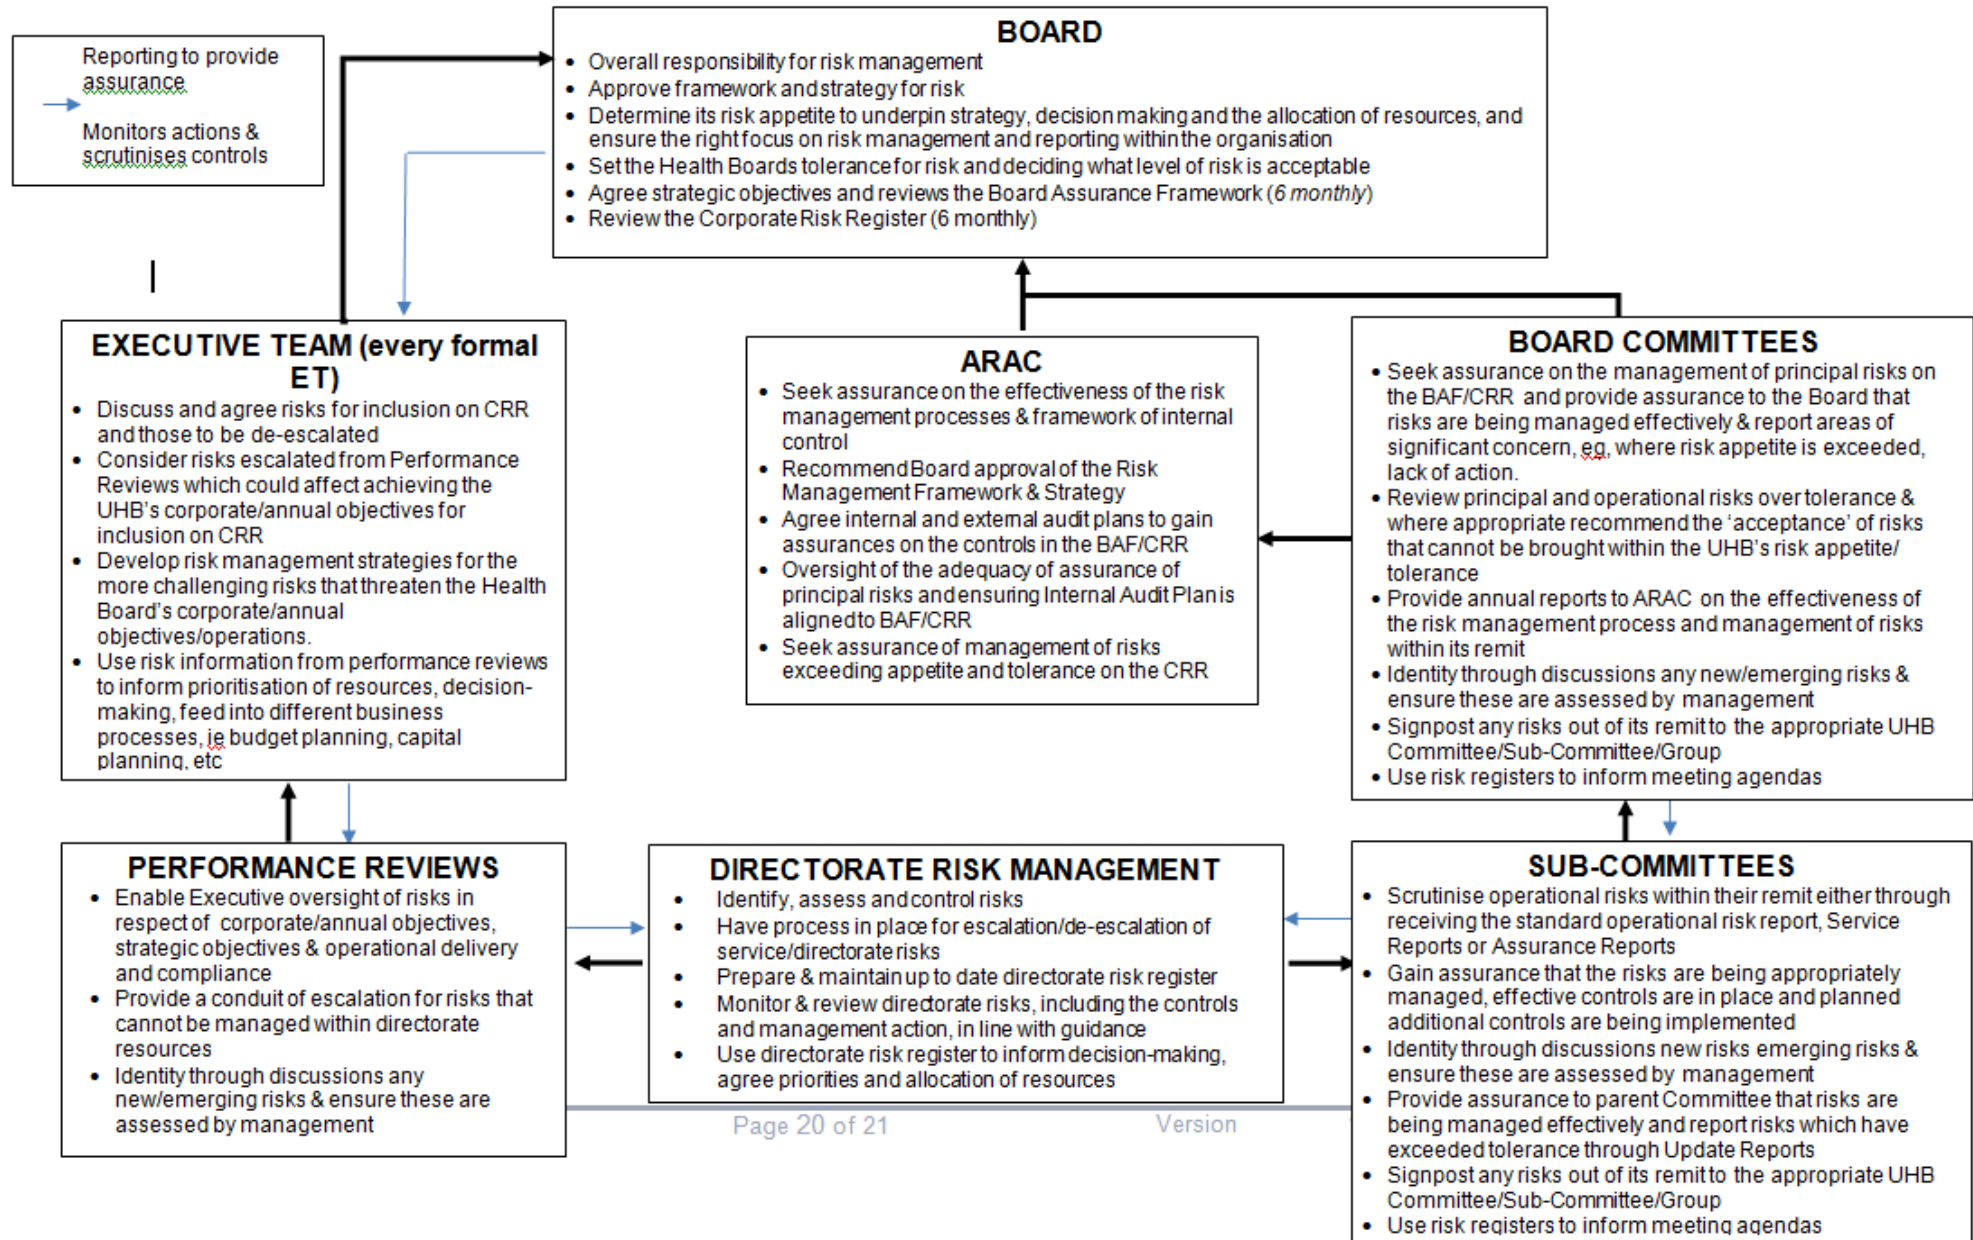 Reporting to provide
assurance
Monitors actions &
scrutinises controls
BOARD
• Overall responsibility for risk management
• Approve framework and strategy for risk
• Determine its risk appetite to underpin strategy, decision making and the allocation of resources, and
ensure the right focus on risk management and reporting within the organisation
• Set the Health Boards tolerance for risk and deciding what level of risk is acceptable
• Agree strategic objectives and reviews the Board Assurance Framework (6 monthly)
• Review the Corporate Risk Register (6 monthly)
EXECUTIVE TEAM (every formal
ET)
• Discuss and agree risks for inclusion on CRR
and those to be de-escalated
• Consider risks escalated from Performance
Reviews which could affect achieving the
UHB's corporate/annual objectives for
inclusion on CRR
• Develop risk management strategies for the
more challenging risks that threaten the Health
Board's corporate/annual
objectives/operations.
• Use risk information from performance reviews
to inform prioritisation of resources, decision-
making, feed into different business
processes, ie budget planning, capital
planning, etc
ARAC
• Seek assurance on the effectiveness of the risk
management processes & framework of internal
control
• Recommend Board approval of the Risk
Management Framework & Strategy
• Agree internal and external audit plans to gain
assurances on the controls in the BAF/CRR
• Oversight of the adequacy of assurance of
principal risks and ensuring Internal Audit Plan is
aligned to BAF/CRR
• Seek assurance of management of risks
exceeding appetite and tolerance on the CRR
BOARD COMMITTEES
• Seek assurance on the management of principal risks on
the BAF/CRR and provide assurance to the Board that
risks are being managed effectively & report areas of
significant concern, eg, where risk appetite is exceeded,
lack of action.
• Review principal and operational risks over tolerance &
where appropriate recommend the 'acceptance' of risks
that cannot be brought within the UHB's risk appetite/
tolerance
• Provide annual reports to ARAC on the effectiveness of
the risk management process and management of risks
within its remit
• Identity through discussions any new/emerging risks &
ensure these are assessed by management
• Signpost any risks out of its remit to the appropriate UHB
Committee/Sub-Committee/Group
• Use risk registers to inform meeting agendas
PERFORMANCE REVIEWS
• Enable Executive oversight of risks in
respect of corporate/annual objectives,
strategic objectives & operational delivery
and compliance
• Provide a conduit of escalation for risks that
cannot be managed within directorate
resources
• Identity through discussions any
new/emerging risks & ensure these are
assessed by management
DIRECTORATE RISK MANAGEMENT
• Identify, assess and control risks
• Have process in place for escalation/de-escalation of
service/directorate risks
• Prepare & maintain up to date directorate risk register
• Monitor & review directorate risks, including the controls
and management action, in line with guidance
• Use directorate risk register to inform decision-making,
agree priorities and allocation of resources
SUB-COMMITTEES
• Scrutinise operational risks within their remit either through
receiving the standard operational risk report, Service
Reports or Assurance Reports
• Gain assurance that the risks are being appropriately
managed, effective controls are in place and planned
additional controls are being implemented
• Identity through discussions new risks emerging risks &
ensure these are assessed by management
• Provide assurance to parent Committee that risks are
being managed effectively and report risks which have
exceeded tolerance through Update Reports
• Signpost any risks out of its remit to the appropriate UHB
Committee/Sub-Committee/Group
• Use risk registers to inform meeting agendas
Page 20 of 21 Version